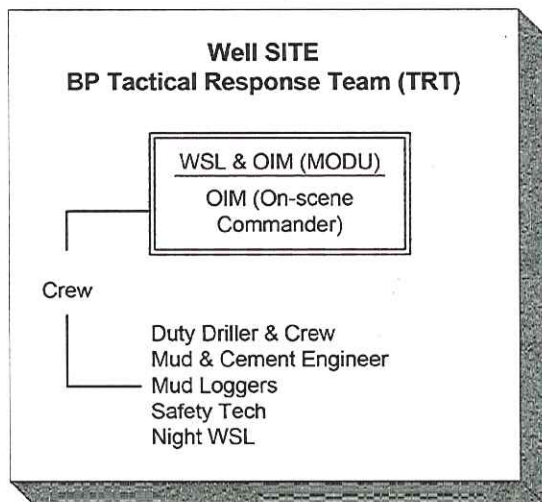 Well SITE
BP Tactical Response Team (TRT)
WSL & OIM (MODU)
OIM (On-scene
Commander)
Crew
Duty Driller & Crew
Mud & Cement Engineer
Mud Loggers
Safety Tech
Night WSL